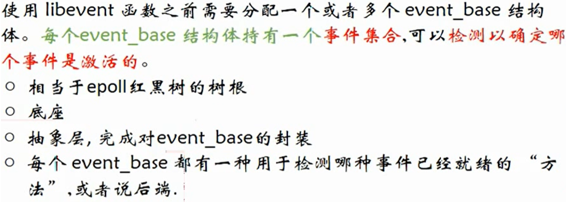 使用 libevent 函数之前需要分配一个或者多个 event_base 结构
体。每个event_base 结构体持有一个事件集合,可以检测以确定哪
个事件是激活的。
○ 相当于epoll红黑树的树根
○ 底座
○ 抽象层, 完成对event_base的封装
○ 每个 event_base 都有一种用于检测哪种事件已经就绪的 “方
法”,或者说后端.